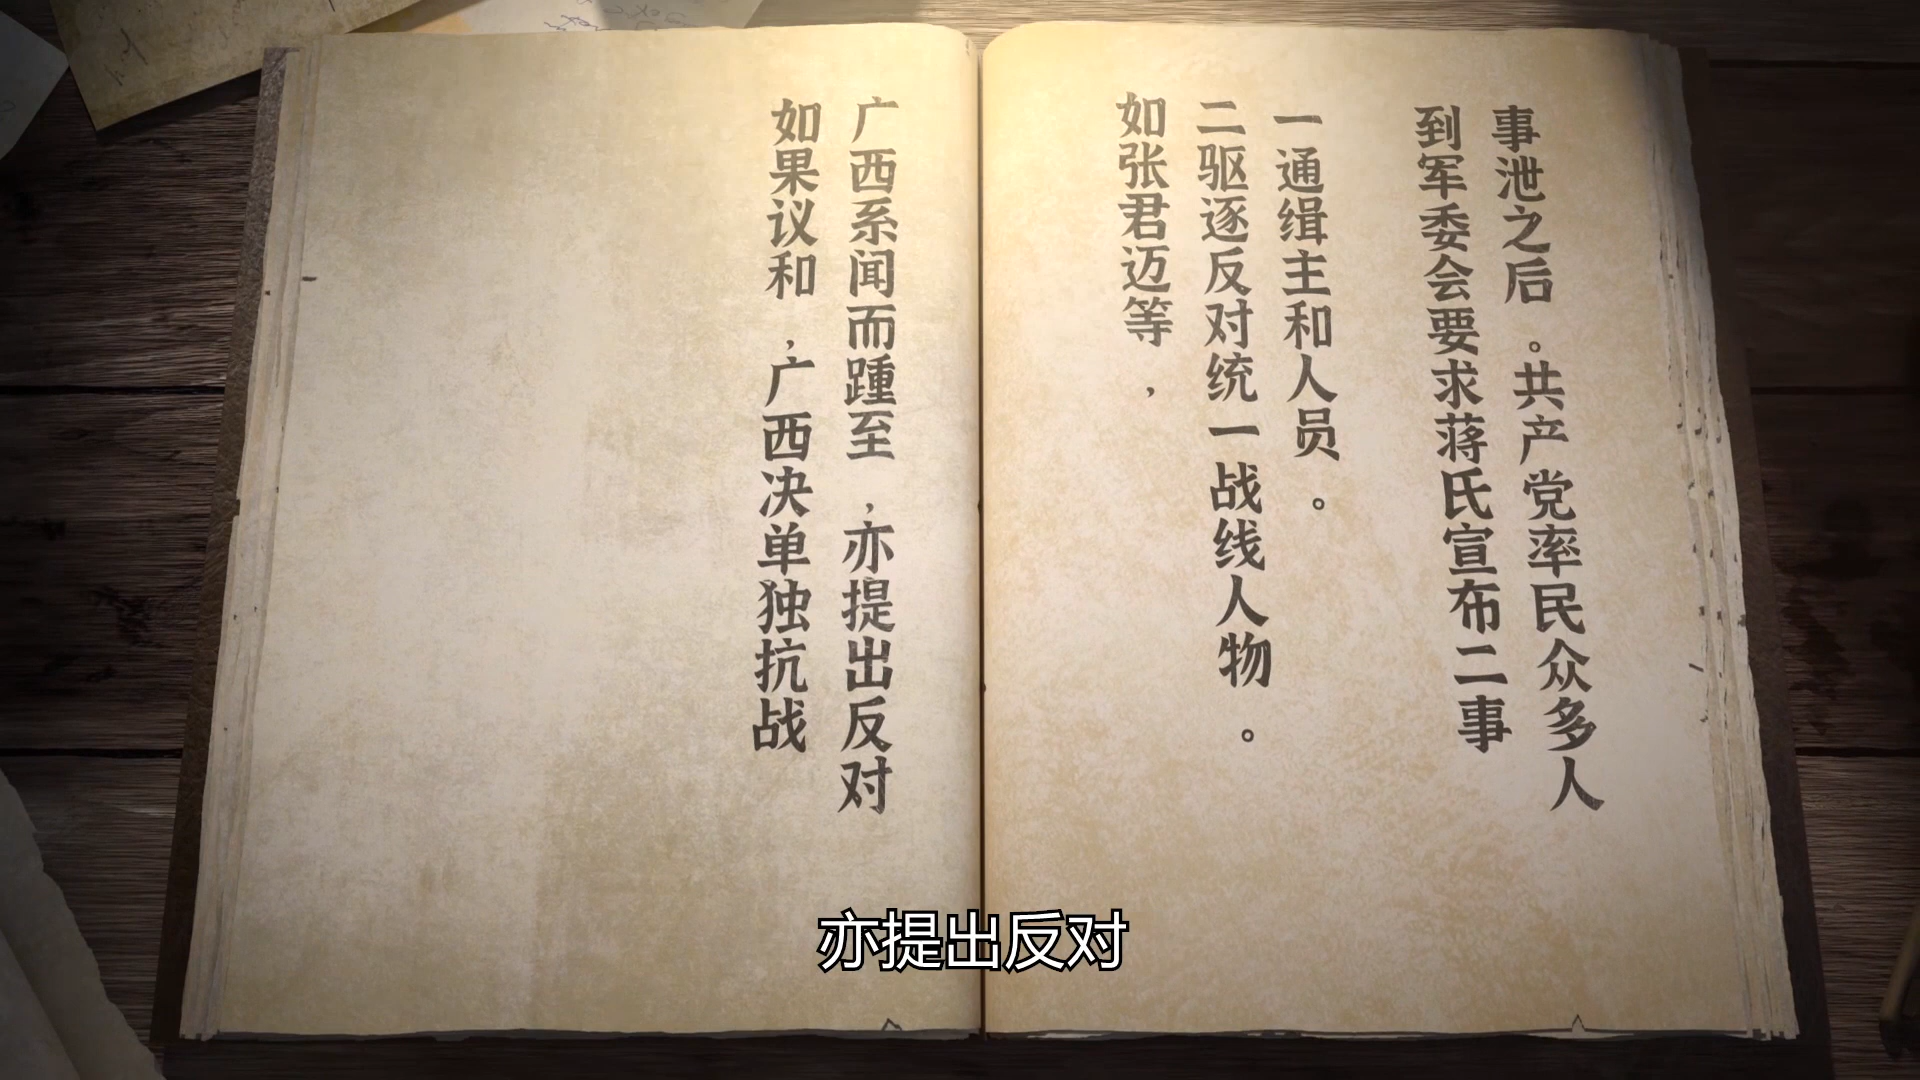 事泄之后。共产党率民众多人
到军委会要求蒋氏宣布二事
一通缉主和人员。
二驱逐反对统一战线人物。
如张君迈等，
广西系闻而踵至，亦提出反对
如果议和，广西决单独抗战
亦提出反对